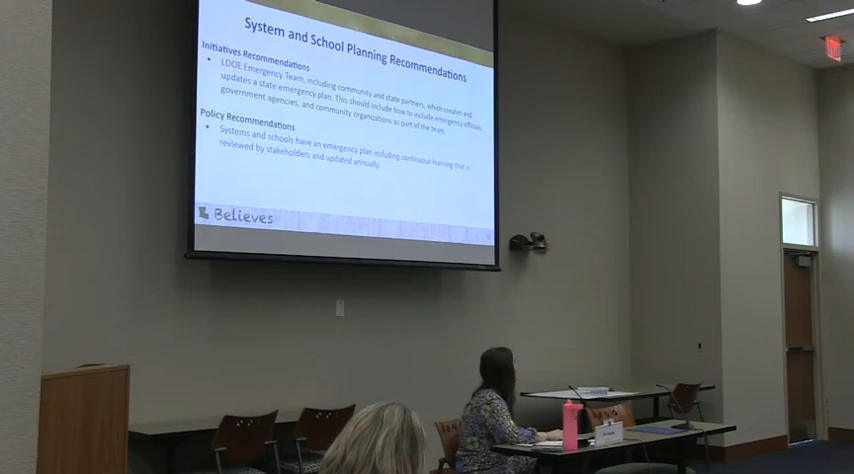 System and School Planning Recommendations
Initiatives Recommendations
• LDOE Emergency Team, including community and state partners, which creates and
updates a state emergency plan. This should include how to include emergency officials,
government agencies, and community organizations as part of the team.
Policy Recommendations
• Systems and schools have an emergency plan including continuous learning that is
reviewed by stakeholders and updated annually.
Believes